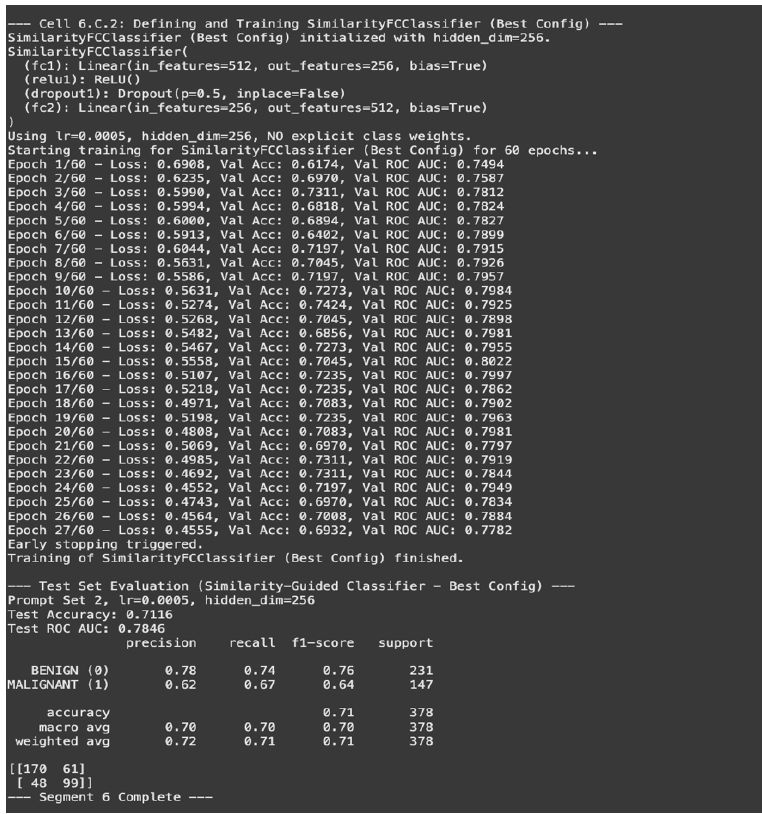 --- Cell 6.C.2: Defining and Training SimilarityFCClassifier (Best Config) ---
SimilarityFCClassifier (Best Config) initialized with hidden_dim=256.
SimilarityFCClassifier(
  (fc1): Linear(in_features=512, out_features=256, bias=True)
  (relu1): ReLU()
  (dropout1): Dropout(p=0.5, inplace=False)
  (fc2): Linear(in_features=256, out_features=512, bias=True)
)
Using lr=0.0005, hidden_dim=256, NO explicit class weights.
Starting training for SimilarityFCClassifier (Best Config) for 60 epochs...
Epoch 1/60 - Loss: 0.6908, Val Acc: 0.6174, Val ROC AUC: 0.7494
Epoch 2/60 - Loss: 0.6235, Val Acc: 0.6970, Val ROC AUC: 0.7587
Epoch 3/60 - Loss: 0.5990, Val Acc: 0.7311, Val ROC AUC: 0.7812
Epoch 4/60 - Loss: 0.5994, Val Acc: 0.6818, Val ROC AUC: 0.7824
Epoch 5/60 - Loss: 0.6000, Val Acc: 0.6894, Val ROC AUC: 0.7827
Epoch 6/60 - Loss: 0.5913, Val Acc: 0.6402, Val ROC AUC: 0.7899
Epoch 7/60 - Loss: 0.6044, Val Acc: 0.7197, Val ROC AUC: 0.7915
Epoch 8/60 - Loss: 0.5631, Val Acc: 0.7045, Val ROC AUC: 0.7926
Epoch 9/60 - Loss: 0.5586, Val Acc: 0.7197, Val ROC AUC: 0.7957
Epoch 10/60 - Loss: 0.5631, Val Acc: 0.7273, Val ROC AUC: 0.7984
Epoch 11/60 - Loss: 0.5274, Val Acc: 0.7424, Val ROC AUC: 0.7925
Epoch 12/60 - Loss: 0.5268, Val Acc: 0.7045, Val ROC AUC: 0.7898
Epoch 13/60 - Loss: 0.5482, Val Acc: 0.6856, Val ROC AUC: 0.7981
Epoch 14/60 - Loss: 0.5467, Val Acc: 0.7273, Val ROC AUC: 0.7955
Epoch 15/60 - Loss: 0.5558, Val Acc: 0.7045, Val ROC AUC: 0.8022
Epoch 16/60 - Loss: 0.5107, Val Acc: 0.7235, Val ROC AUC: 0.7997
Epoch 17/60 - Loss: 0.5218, Val Acc: 0.7235, Val ROC AUC: 0.7862
Epoch 18/60 - Loss: 0.4971, Val Acc: 0.7083, Val ROC AUC: 0.7902
Epoch 19/60 - Loss: 0.5198, Val Acc: 0.7235, Val ROC AUC: 0.7963
Epoch 20/60 - Loss: 0.4808, Val Acc: 0.7083, Val ROC AUC: 0.7981
Epoch 21/60 - Loss: 0.5069, Val Acc: 0.6970, Val ROC AUC: 0.7797
Epoch 22/60 - Loss: 0.4985, Val Acc: 0.7311, Val ROC AUC: 0.7919
Epoch 23/60 - Loss: 0.4692, Val Acc: 0.7311, Val ROC AUC: 0.7844
Epoch 24/60 - Loss: 0.4552, Val Acc: 0.7197, Val ROC AUC: 0.7949
Epoch 25/60 - Loss: 0.4743, Val Acc: 0.6970, Val ROC AUC: 0.7834
Epoch 26/60 - Loss: 0.4564, Val Acc: 0.7008, Val ROC AUC: 0.7884
Epoch 27/60 - Loss: 0.4555, Val Acc: 0.6932, Val ROC AUC: 0.7782
Early stopping triggered.
Training of SimilarityFCClassifier (Best Config) finished.
--- Test Set Evaluation (Similarity-Guided Classifier - Best Config) ---
Prompt Set 2, lr=0.0005, hidden_dim=256
Test Accuracy: 0.7116
Test ROC AUC: 0.7846
precision recall f1-score support
BENIGN (0) 0.78 0.74 0.76 231
MALIGNANT (1) 0.62 0.67 0.64 147
accuracy 0.71 378
macro avg 0.70 0.70 0.70 378
weighted avg 0.72 0.71 0.71 378
[[170 61]
[ 48 99]]
--- Segment 6 Complete ---